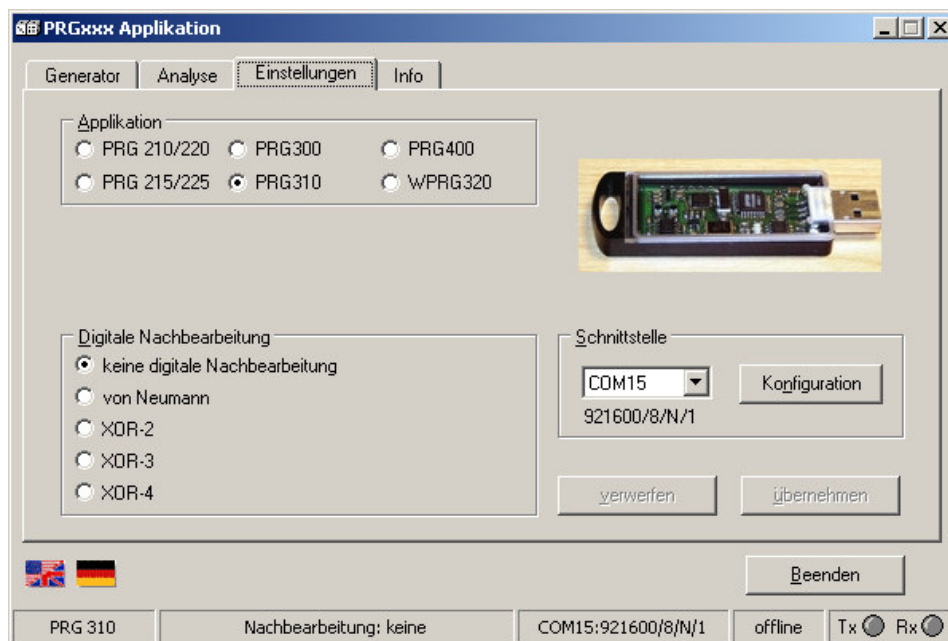 PRGxxx Applikation
Generator Analyse Einstellungen Info
Applikation
PRG 210/220 PRG300 PRG400
PRG 215/225 PRG310 WPRG320
Digitale Nachbearbeitung
keine digitale Nachbearbeitung
von Neumann
XOR-2
XOR-3
XOR-4
Schnittstelle
COM15 Konfiguration
921600/8/N/1
verwerfen übernehmen
Beenden
PRG 310 Nachbearbeitung: keine COM15:921600/8/N/1 offline Tx Rx